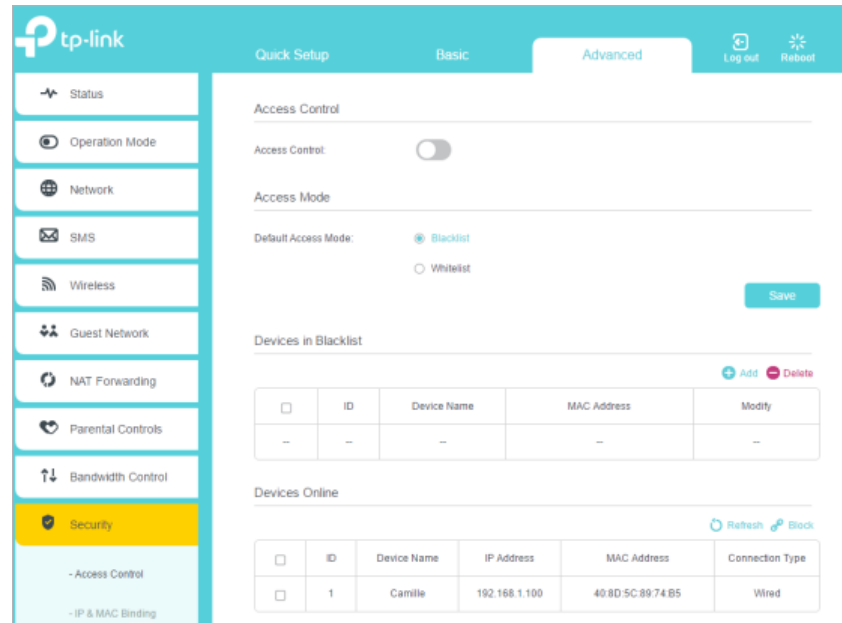 tp-link
Quick Setup
Basic
Advanced
Log out
Reboot
Status
Operation Mode
Network
SMS
Wireless
Guest Network
NAT Forwarding
Parental Controls
Bandwidth Control
Security
- Access Control
- IP & MAC Binding
Access Control
Access Control:
Access Mode
Default Access Mode: Blacklist
Whitelist
Save
Devices in Blacklist
Add Delete
ID Device Name MAC Address Modify
-- -- -- -- --
Devices Online
Refresh Block
ID Device Name IP Address MAC Address Connection Type
1 Camille 192.168.1.100 40:8D:5C:89:74:B5 Wired